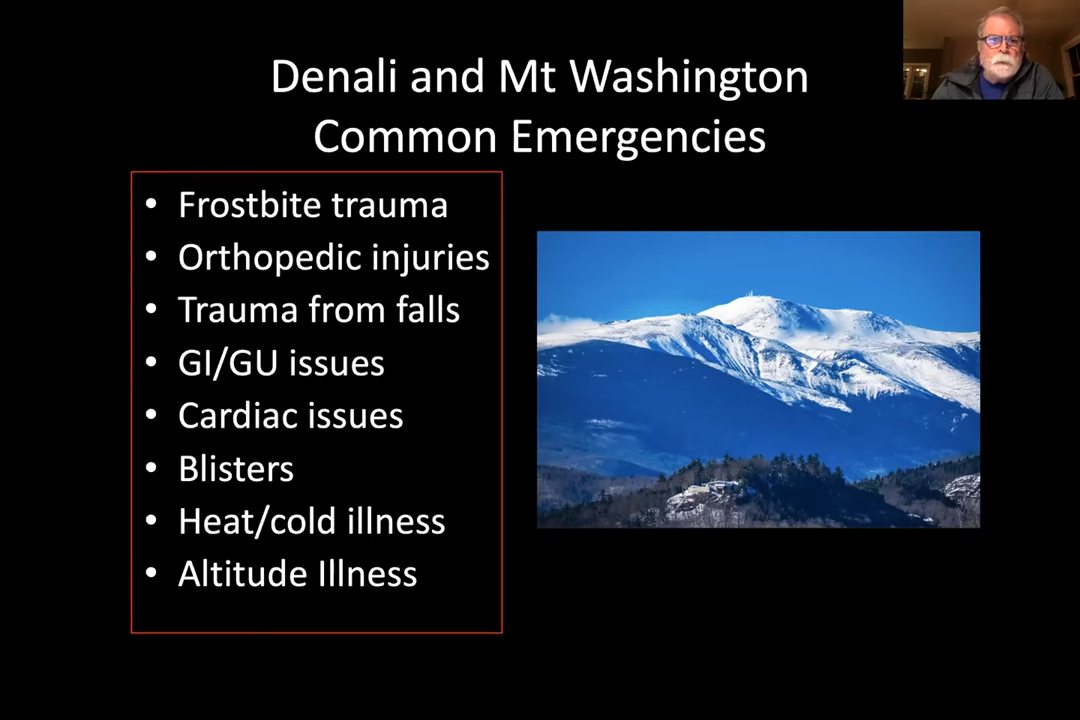 Denali and Mt Washington
Common Emergencies
• Frostbite trauma
• Orthopedic injuries
• Trauma from falls
• GI/GU issues
• Cardiac issues
• Blisters
• Heat/cold illness
• Altitude Illness